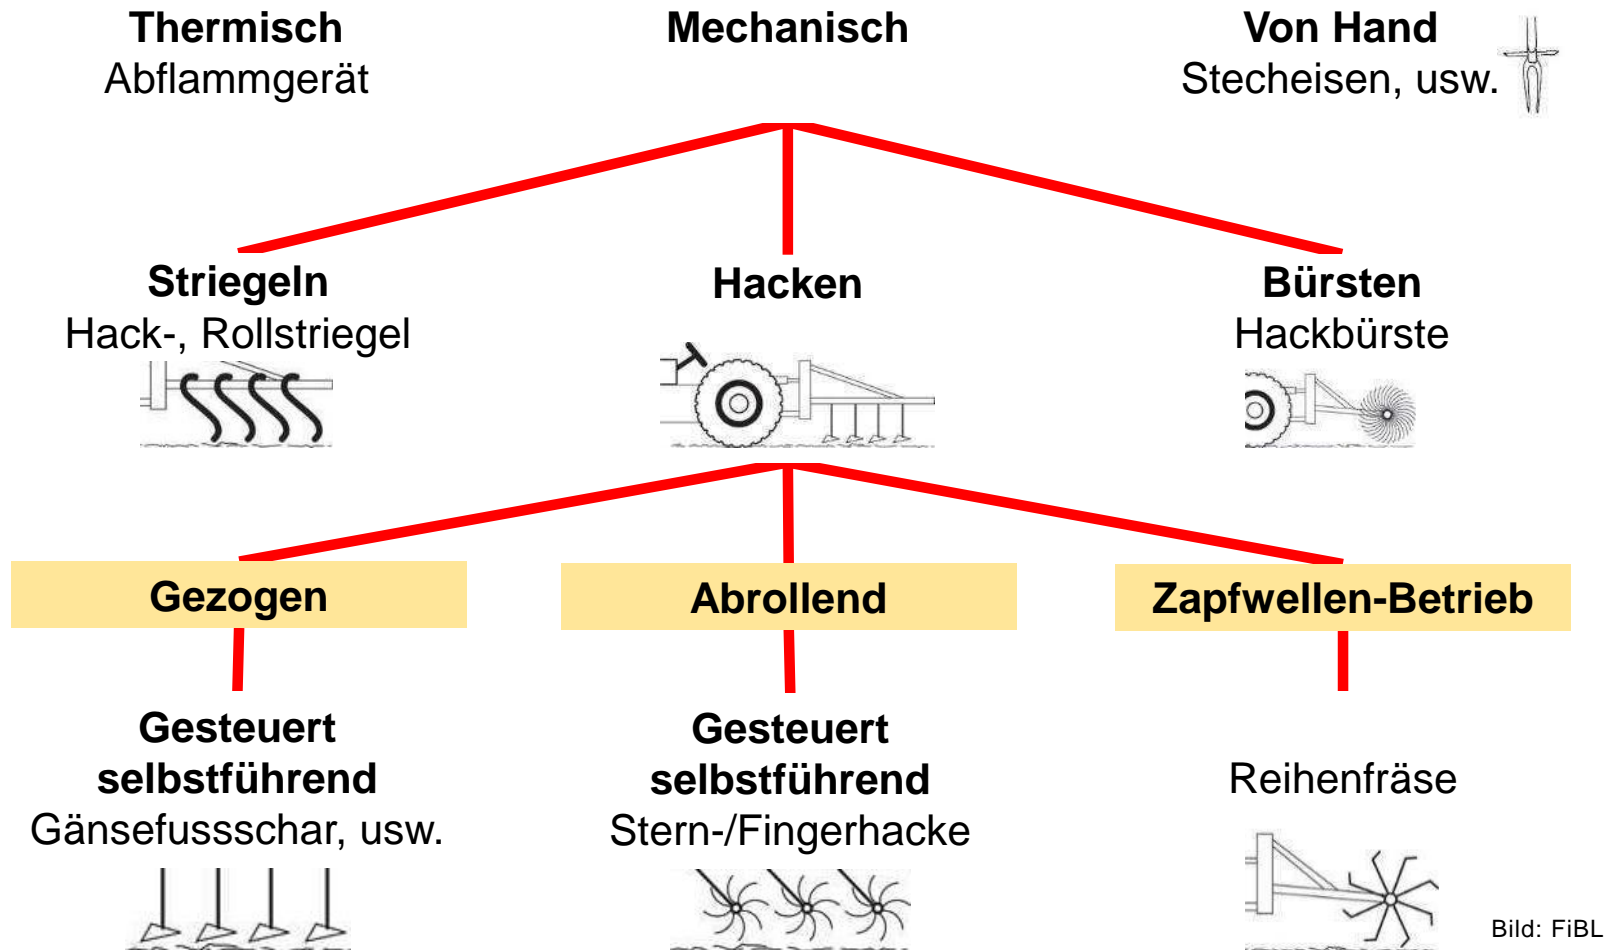 Thermisch
Abflammgerät
Mechanisch
Von Hand
Stecheisen, usw.
Striegeln
Hack-, Rollstriegel
Hacken
Bürsten
Hackbürste
Gezogen
Abrollend
Zapfwellen-Betrieb
Gesteuert
selbstführend
Gänsefussschar, usw.
Gesteuert
selbstführend
Stern-/Fingerhacke
Reihenfräse
Bild: FiBL